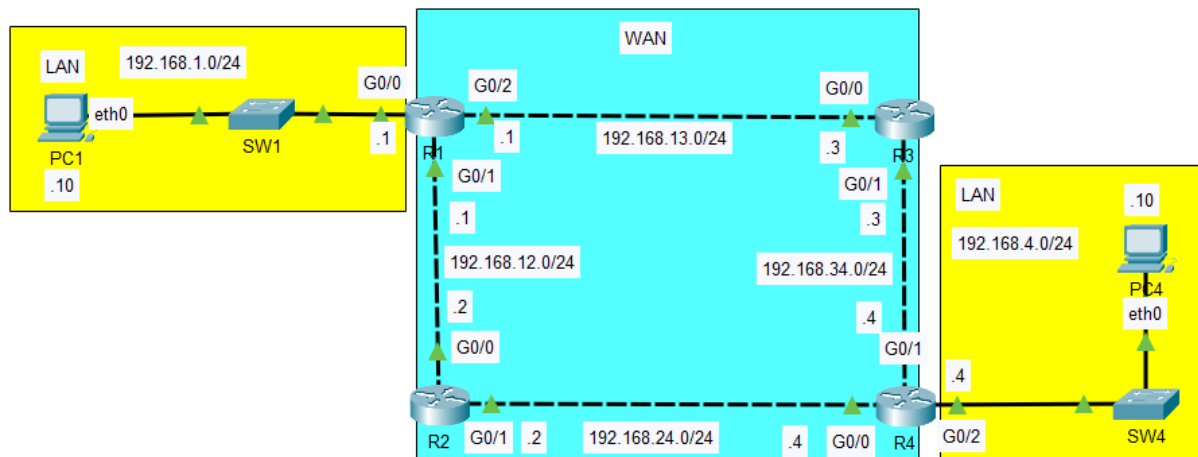 WAN
LAN
192.168.1.0/24
G0/0
G0/2
G0/0
eth0
.1
.1
192.168.13.0/24
.3
PC1
SW1
R1
R3
.10
G0/1
G0/1
LAN
.10
.1
.3
192.168.4.0/24
192.168.12.0/24
192.168.34.0/24
PC4
.2
.4
eth0
G0/0
G0/1
.4
R2
G0/1
.2
192.168.24.0/24
.4
G0/0
R4
G0/2
SW4